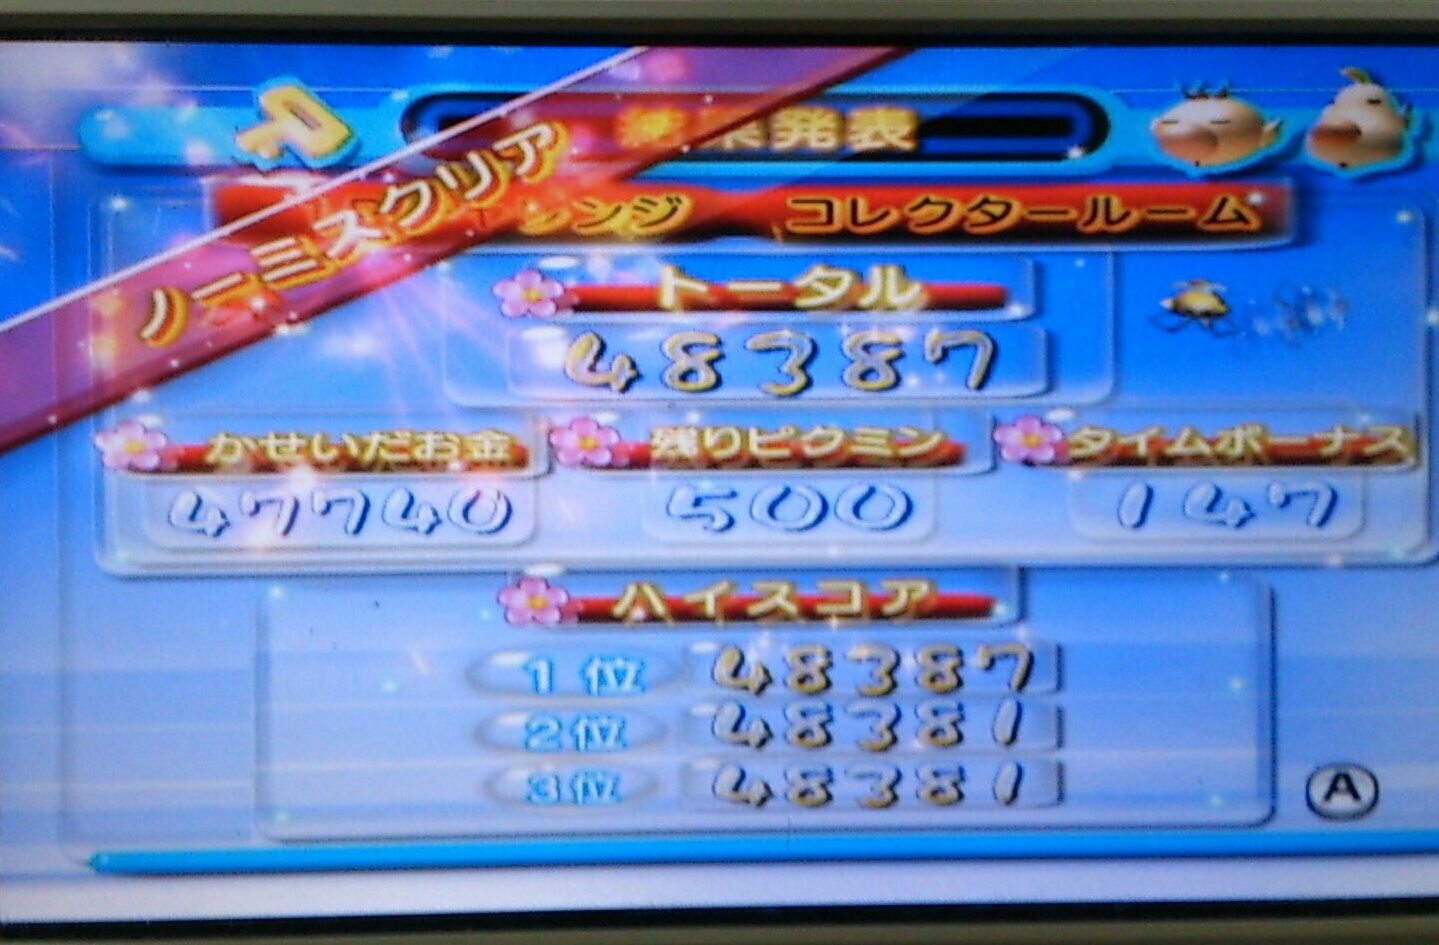 結果発表
ノーミスクリア
チャレンジ コレクタールーム
トータル
48387
かせいだお金 残りピクミン タイムボーナス
47740 500 147
ハイスコア
1位 48387
2位 48381
3位 48381
A